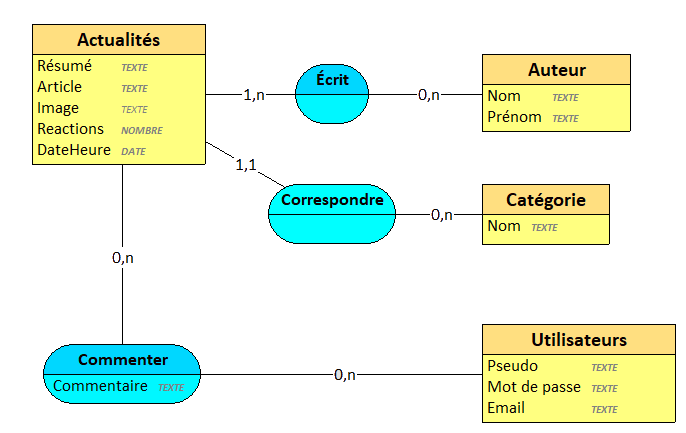 Actualités
Résumé TEXTE
Article TEXTE
Image TEXTE
Reactions NOMBRE
DateHeure DATE
1,n
Écrit
0,n
Auteur
Nom TEXTE
Prénom TEXTE
1,1
Correspondre
0,n
Catégorie
Nom TEXTE
0,n
Commenter
Commentaire TEXTE
0,n
Utilisateurs
Pseudo TEXTE
Mot de passe TEXTE
Email TEXTE